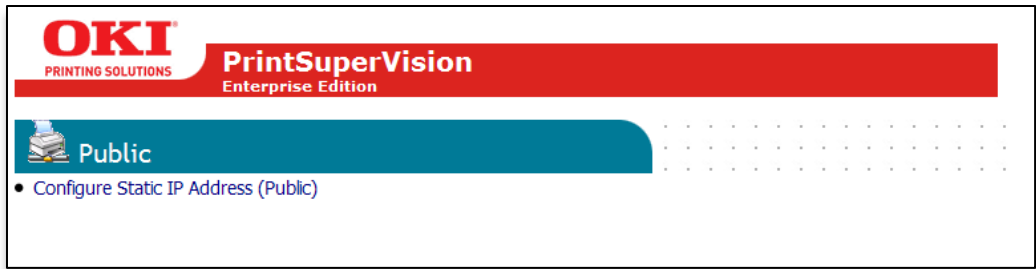 OKI
PRINTING SOLUTIONS
PrintSuperVision
Enterprise Edition
Public
• Configure Static IP Address (Public)